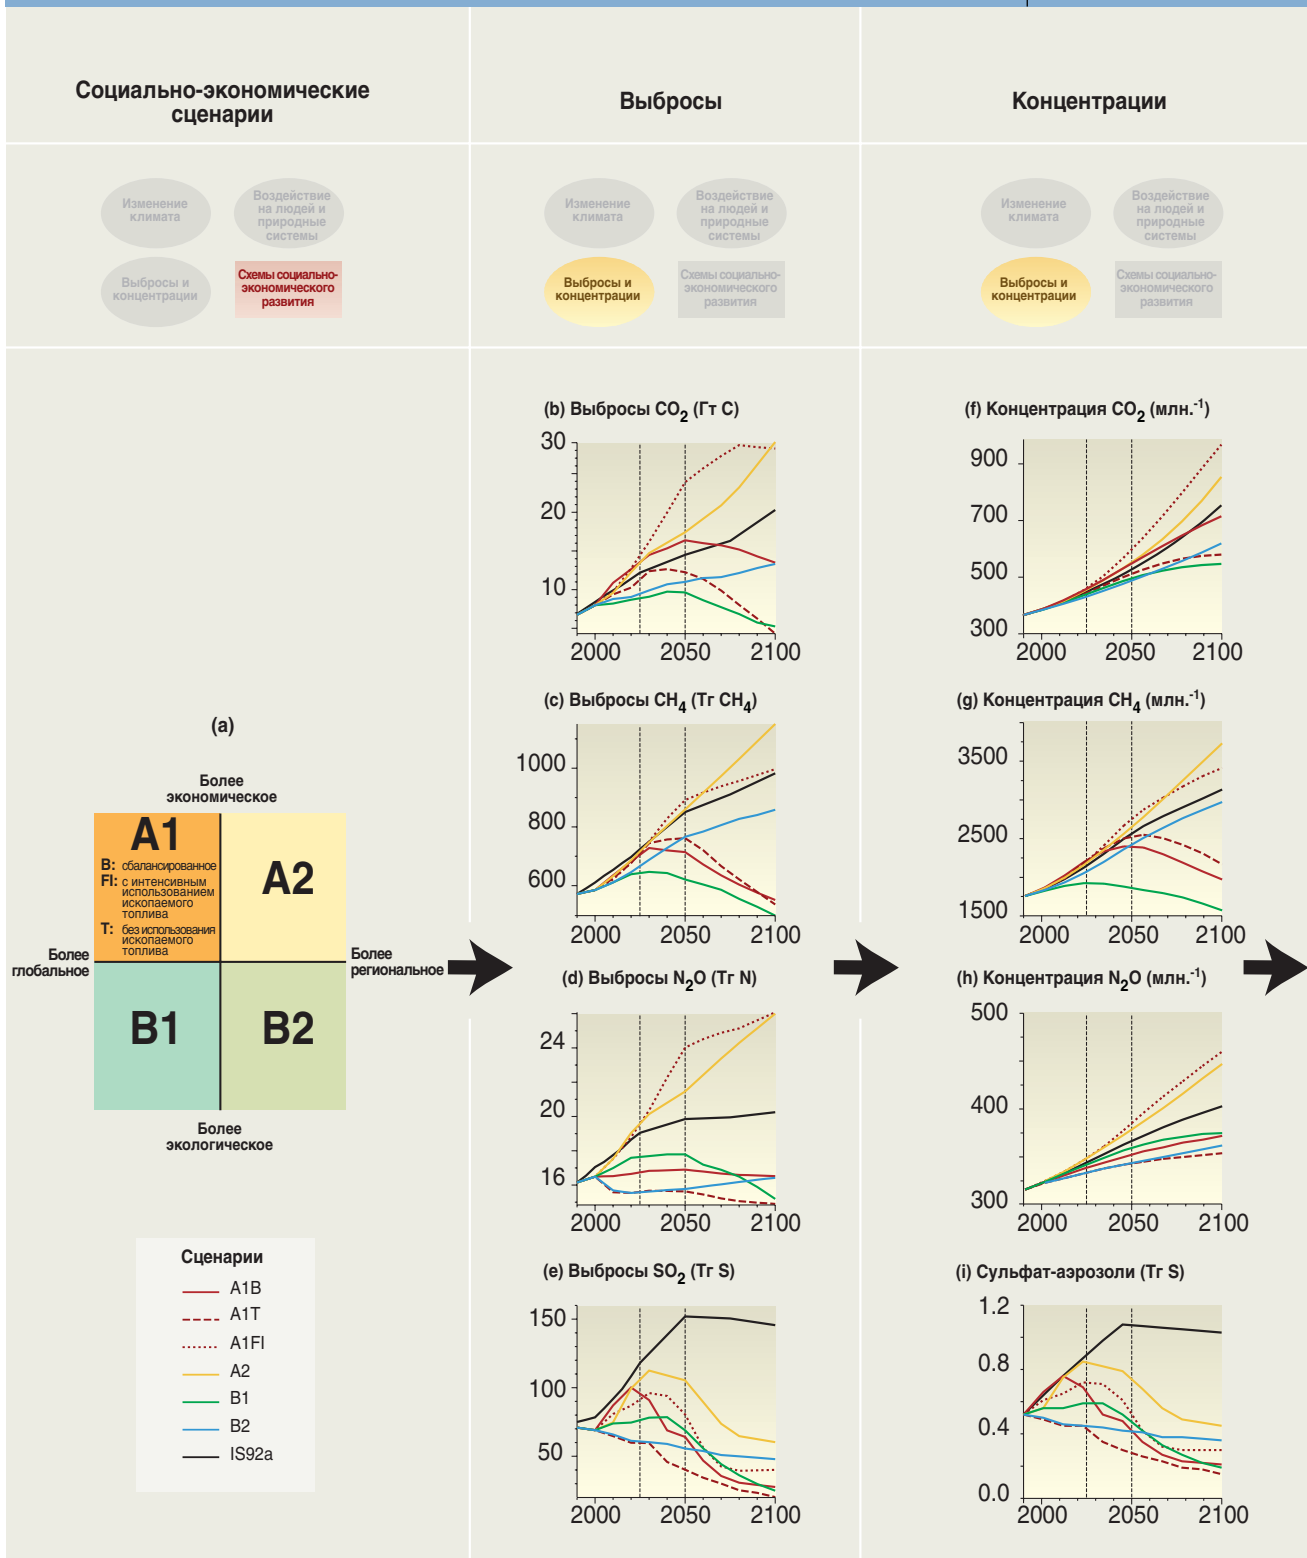 Социально-экономические
сценарии
Выбросы
Концентрации
Изменение
климата
Воздействие
на людей и
природные
системы
Выбросы и
концентрации
Схемы социально-
экономического
развития
Изменение
климата
Воздействие
на людей и
природные
системы
Выбросы и
концентрации
Схемы социально-
экономического
развития
Изменение
климата
Воздействие
на людей и
природные
системы
Выбросы и
концентрации
Схемы социально-
экономического
развития
(a)
Более
экономическое
A1
B: сбалансированное
FI: с интенсивным
использованием
ископаемого
топлива
T: без использования
ископаемого
топлива
A2
Более
глобальное
Более
региональное
B1
B2
Более
экологическое
Сценарии
A1B
A1T
A1FI
A2
B1
B2
IS92a
(b) Выбросы CO2 (Гт C)
30
20
10
2000 2050 2100
(c) Выбросы CH4 (Тг CH4)
1000
800
600
2000 2050 2100
(d) Выбросы N2O (Тг N)
24
20
16
2000 2050 2100
(e) Выбросы SO2 (Тг S)
150
100
50
2000 2050 2100
(f) Концентрация CO2 (млн.-1)
900
700
500
300
2000 2050 2100
(g) Концентрация CH4 (млн.-1)
3500
2500
1500
2000 2050 2100
(h) Концентрация N2O (млн.-1)
500
400
300
2000 2050 2100
(i) Сульфат-аэрозоли (Тг S)
1.2
0.8
0.4
0.0
2000 2050 2100